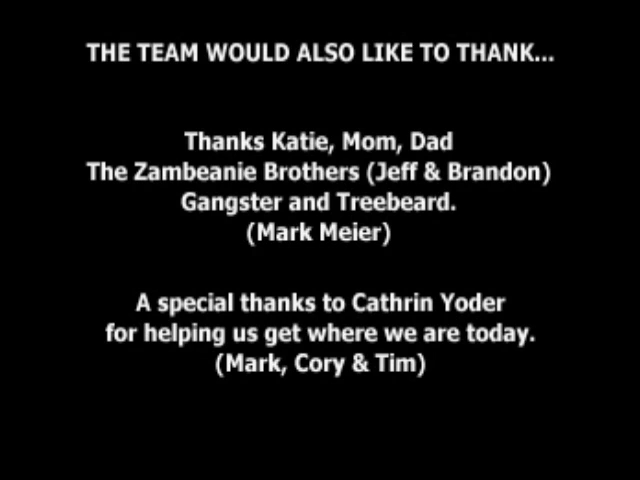 THE TEAM WOULD ALSO LIKE TO THANK...
Thanks Katie, Mom, Dad
The Zambeanie Brothers (Jeff & Brandon)
Gangster and Treebeard.
(Mark Meier)
A special thanks to Cathrin Yoder
for helping us get where we are today.
(Mark, Cory & Tim)